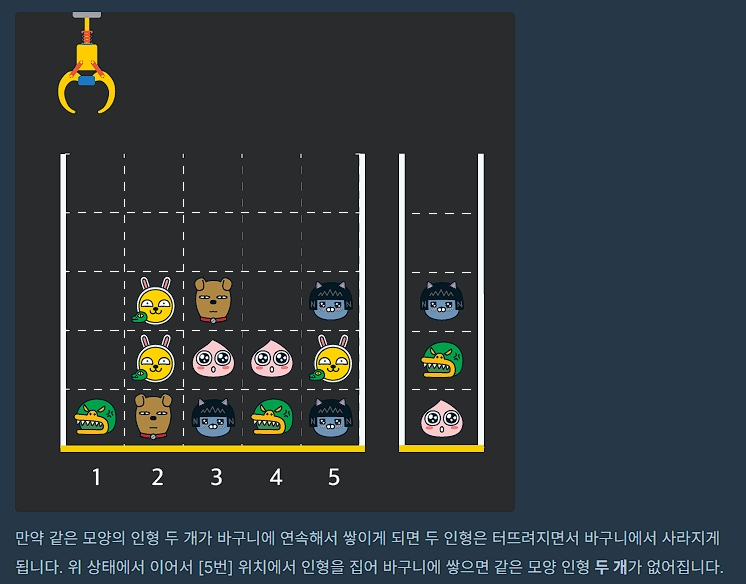 1 2 3 4 5
만약 같은 모양의 인형 두 개가 바구니에 연속해서 쌓이게 되면 두 인형은 터뜨려지면서 바구니에서 사라지게
됩니다. 위 상태에서 이어서 [5번] 위치에서 인형을 집어 바구니에 쌓으면 같은 모양 인형 두 개가 없어집니다.